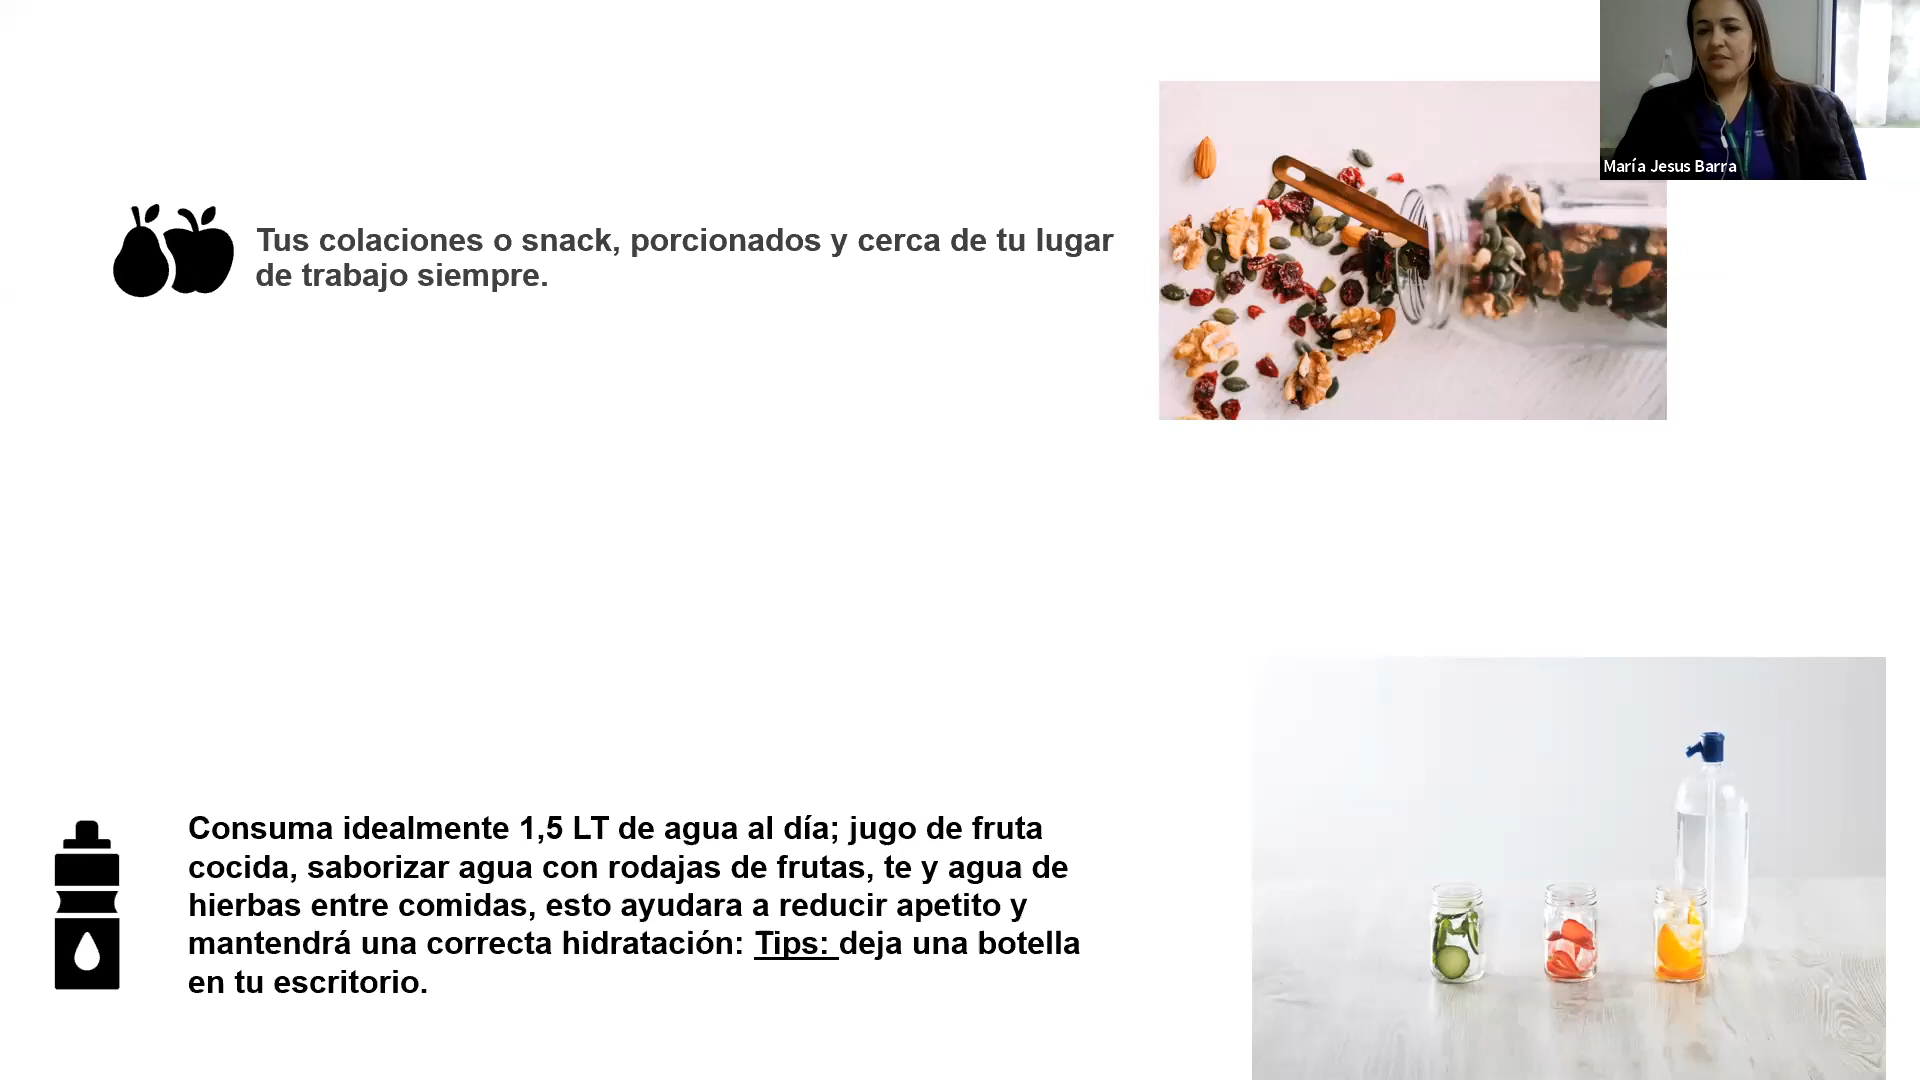 María Jesus Barra
Tus colaciones o snack, porcionados y cerca de tu lugar
de trabajo siempre.
Consuma idealmente 1,5 LT de agua al día; jugo de fruta
cocida, saborizar agua con rodajas de frutas, te y agua de
hierbas entre comidas, esto ayudara a reducir apetito y
mantendrá una correcta hidratación: Tips: deja una botella
en tu escritorio.